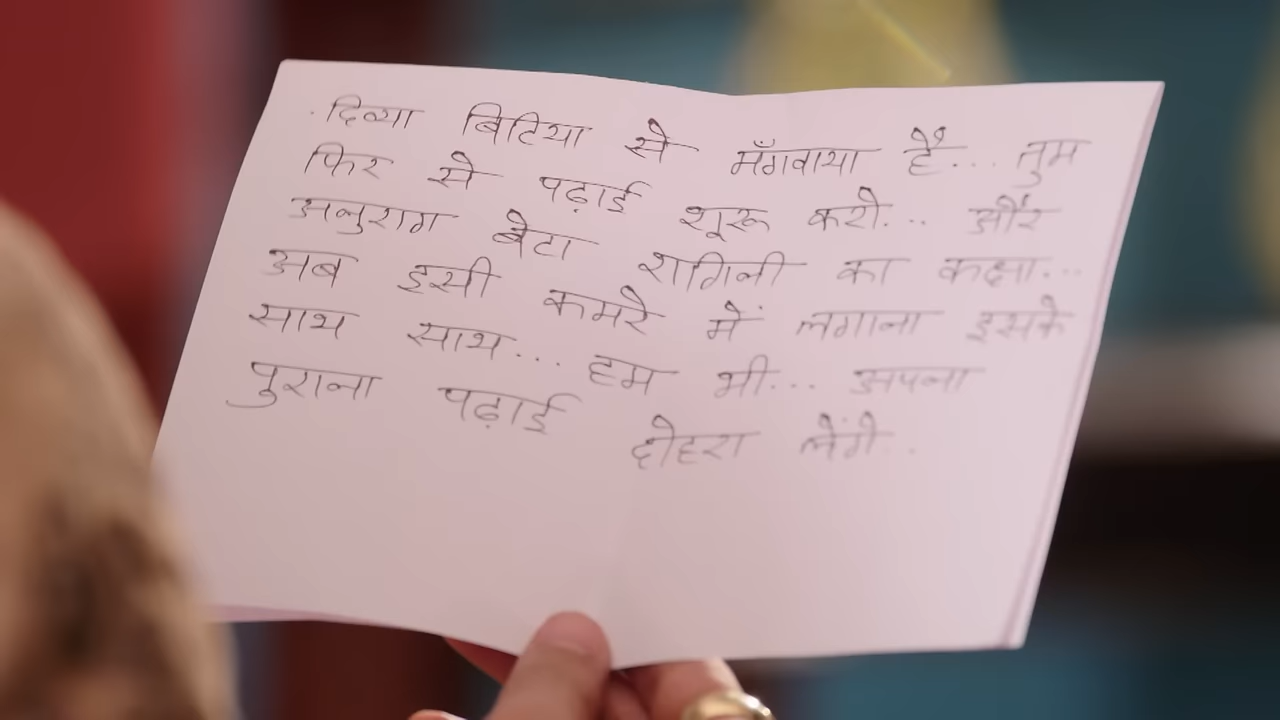 दिव्या बिटिया से मँगवाया है... तुम
फिर से पढ़ाई शुरू करो... और
अनुराग बेटा रागिनी का कक्षा...
अब इसी कमरे में लगाना इसके
साथ साथ... हम भी... अपना
पुराना पढ़ाई दोहरा लेंगे..